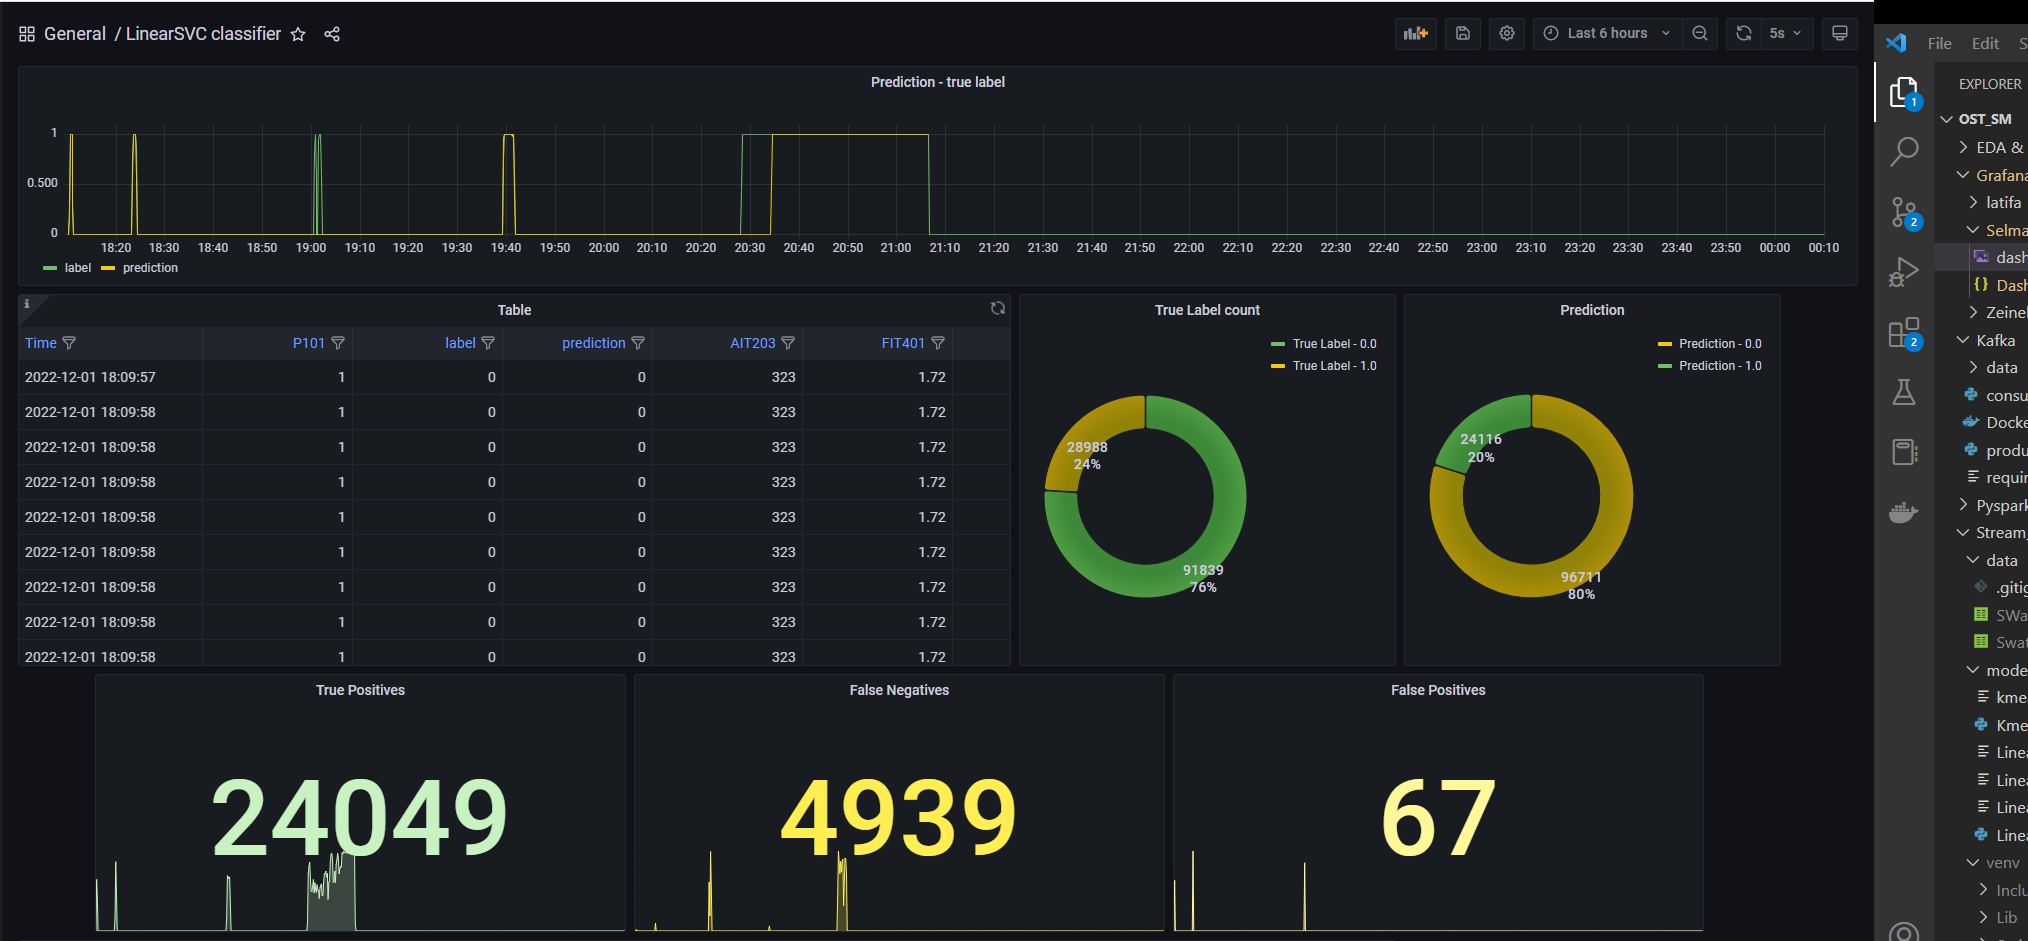 General / LinearSVC classifier
Last 6 hours
5s
Prediction - true label
1
0.500
0
18:20 18:30 18:40 18:50 19:00 19:10 19:20 19:30 19:40 19:50 20:00 20:10 20:20 20:30 20:40 20:50 21:00 21:10 21:20 21:30 21:40 21:50 22:00 22:10 22:20 22:30 22:40 22:50 23:00 23:10 23:20 23:30 23:40 23:50 00:00 00:10
label prediction
Table
Time P101 label prediction AIT203 FIT401
2022-12-01 18:09:57 1 0 0 323 1.72
2022-12-01 18:09:58 1 0 0 323 1.72
2022-12-01 18:09:58 1 0 0 323 1.72
2022-12-01 18:09:58 1 0 0 323 1.72
2022-12-01 18:09:58 1 0 0 323 1.72
2022-12-01 18:09:58 1 0 0 323 1.72
2022-12-01 18:09:58 1 0 0 323 1.72
2022-12-01 18:09:58 1 0 0 323 1.72
2022-12-01 18:09:58 1 0 0 323 1.72
True Label count
True Label - 0.0
True Label - 1.0
28988
24%
91839
76%
Prediction
Prediction - 0.0
Prediction - 1.0
24116
20%
96711
80%
True Positives
24049
False Negatives
4939
False Positives
67
File Edit S
1
2
2
EXPLORER
OST_SM
EDA &
Grafana
latifa
Selma
dash
Dash
Zeine
Kafka
data
consu
Docke
produ
requir
Pyspark
Stream_
data
.gitig
SWa
Swat
mode
kme
Kme
Linea
Linea
Linea
Linea
venv
Inclu
Lib